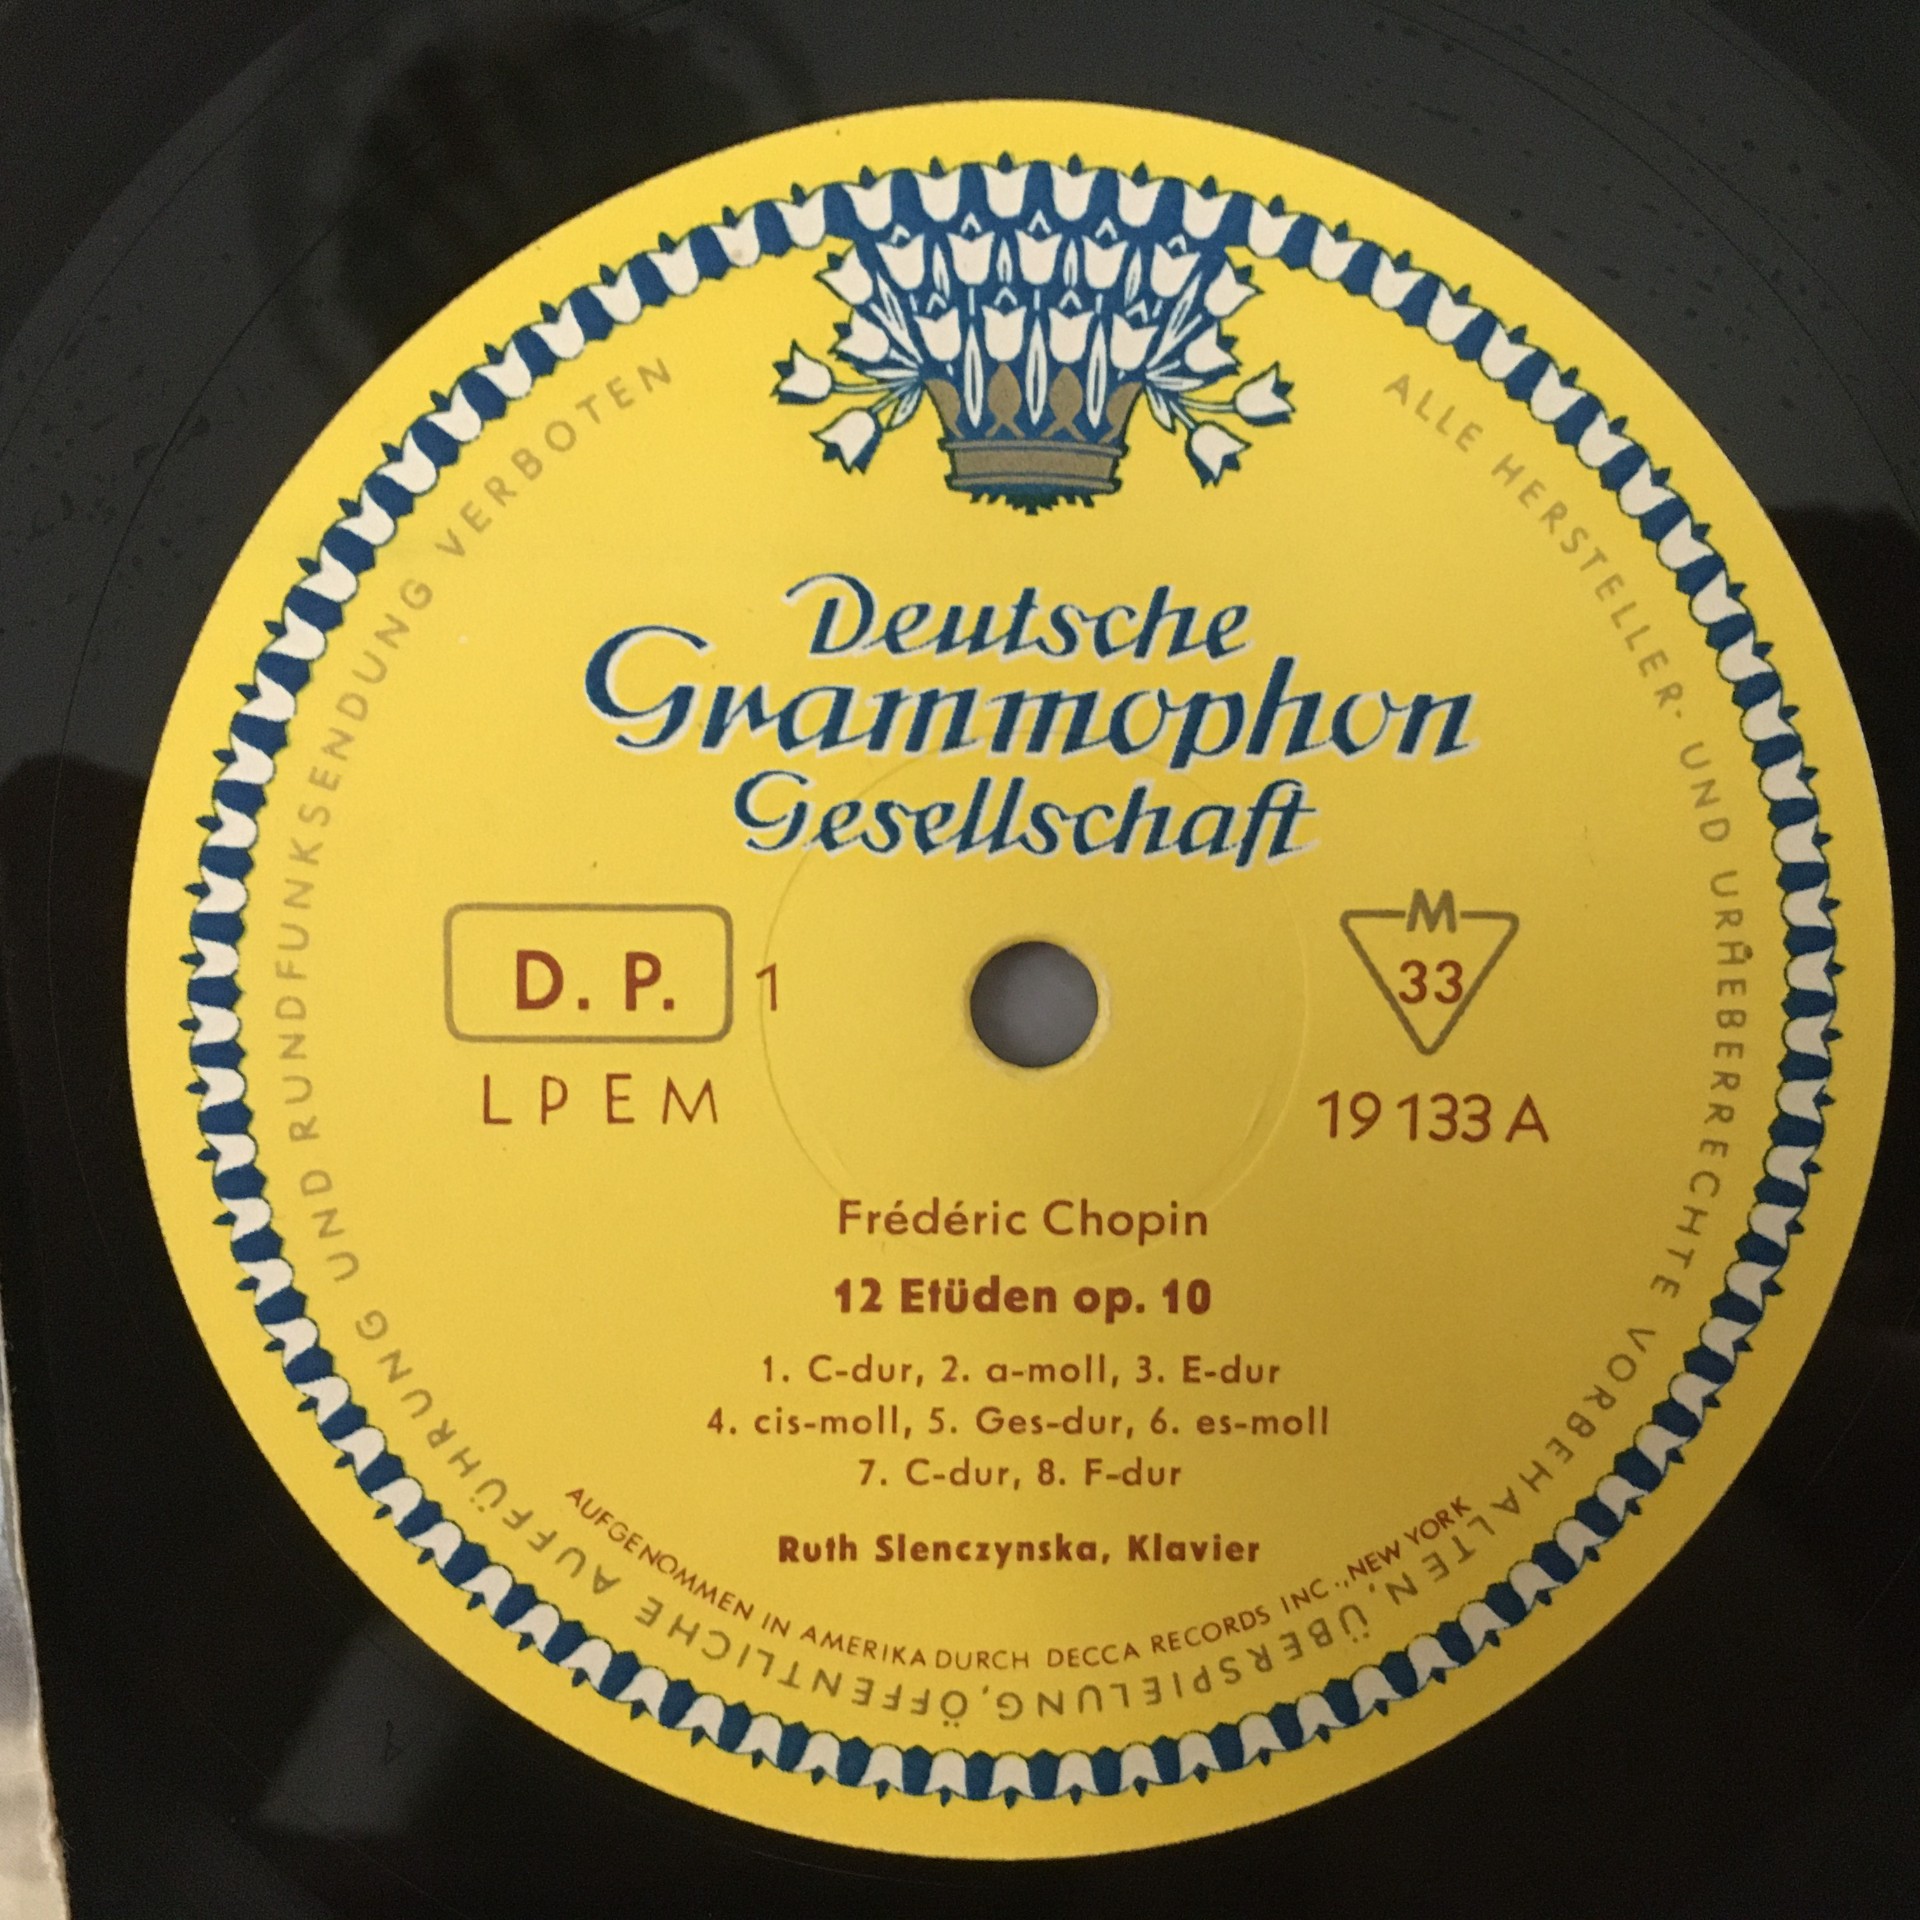 Deutsche
Grammophon
Gesellschaft
D. P. 1
LPEM
M
33
19 133 A
Frédéric Chopin
12 Etüden op. 10
1. C-dur, 2. a-moll, 3. E-dur
4. cis-moll, 5. Ges-dur, 6. es-moll
7. C-dur, 8. F-dur
Ruth Slenczynska, Klavier
AUFGENOMMEN IN AMERIKA DURCH DECCA RECORDS INC., NEW YORK
ALLE HERSTELLER- UND URHEBERRECHTE VORBEHALTEN, ÜBERSPIELUNG, ÖFFENTLICHE AUFFÜHRUNG UND RUNDFUNKSENDUNG VERBOTEN